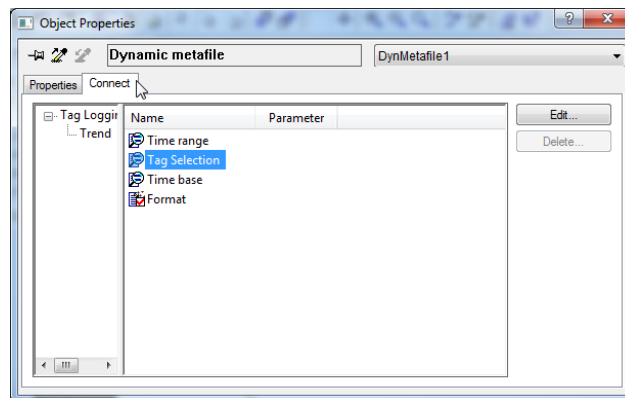 Object Properties
Dynamic metafile DynMetafile1
Properties Connect
Tag Loggir Name Parameter Edit...
Trend Time range Delete...
Tag Selection
Time base
Format